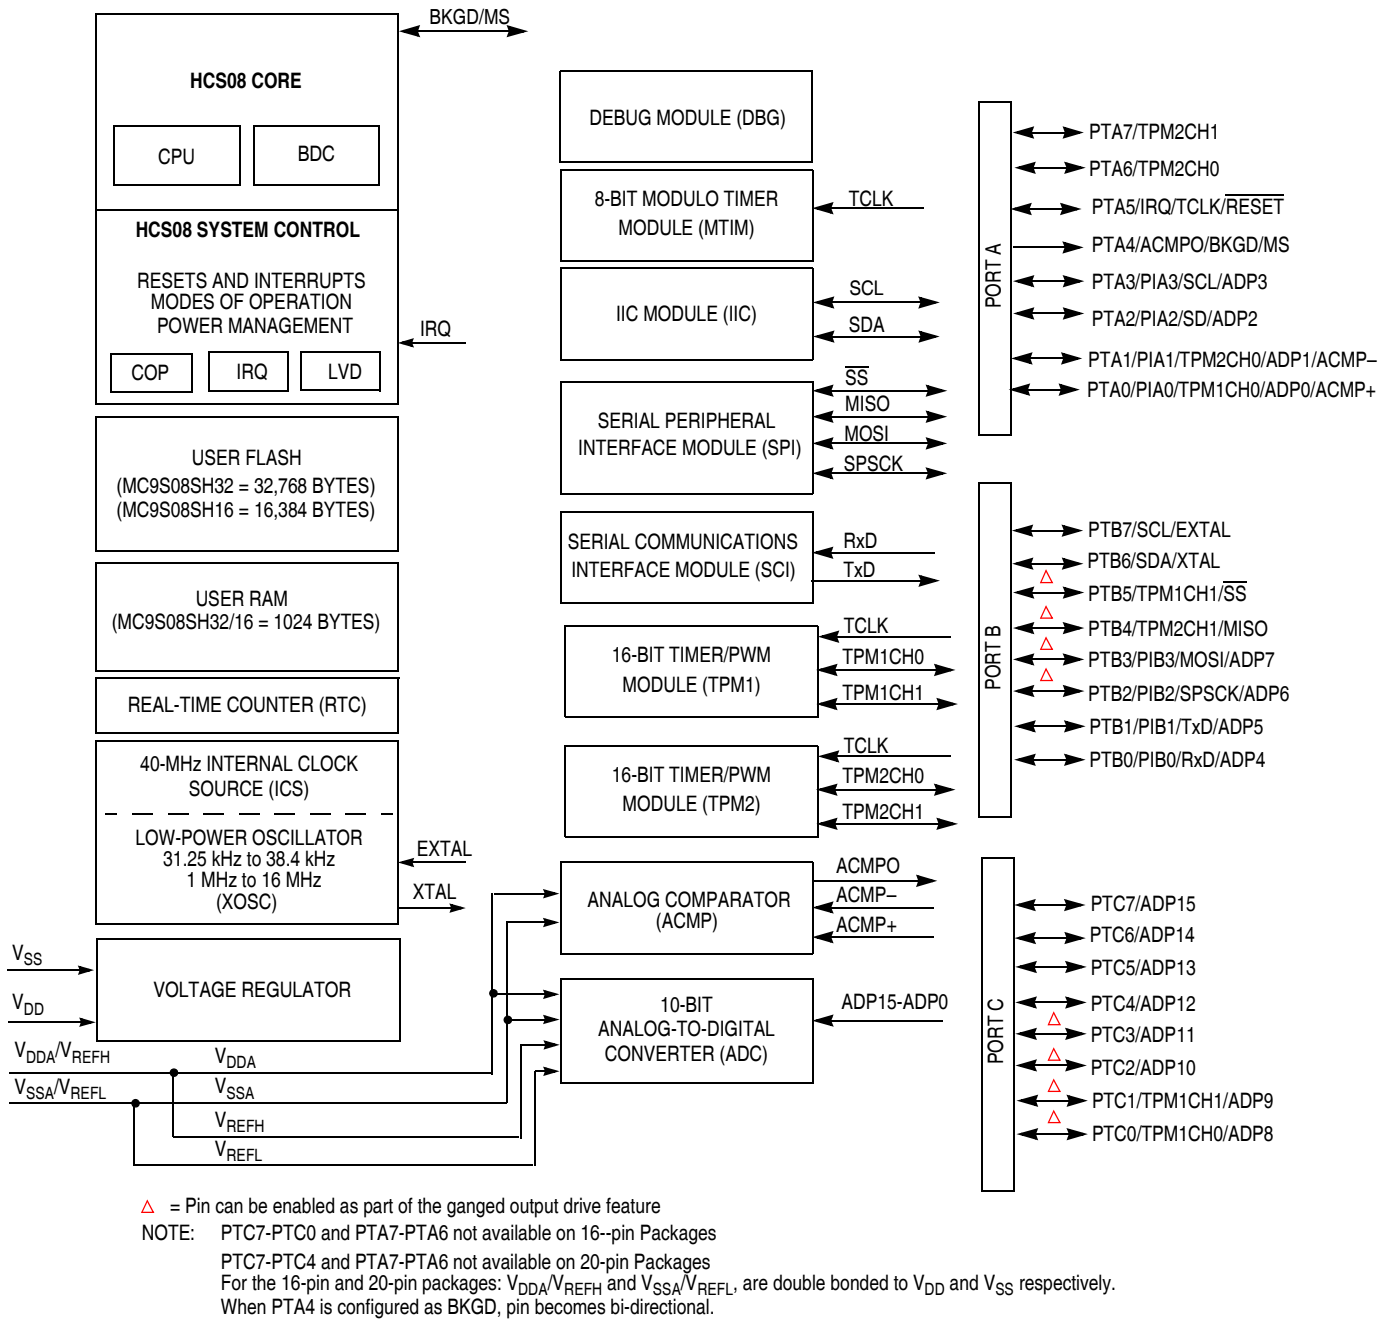 BKGD/MS
HCS08 CORE
CPU
BDC
HCS08 SYSTEM CONTROL
RESETS AND INTERRUPTS
MODES OF OPERATION
POWER MANAGEMENT
IRQ
COP
IRQ
LVD
USER FLASH
(MC9S08SH32 = 32,768 BYTES)
(MC9S08SH16 = 16,384 BYTES)
USER RAM
(MC9S08SH32/16 = 1024 BYTES)
REAL-TIME COUNTER (RTC)
40-MHz INTERNAL CLOCK
SOURCE (ICS)
LOW-POWER OSCILLATOR
31.25 kHz to 38.4 kHz
1 MHz to 16 MHz
(XOSC)
EXTAL
XTAL
VSS
VDD
VOLTAGE REGULATOR
VDDA/VREFH
VDDA
VSSA/VREFL
VSSA
VREFH
VREFL
DEBUG MODULE (DBG)
8-BIT MODULO TIMER
MODULE (MTIM)
TCLK
IIC MODULE (IIC)
SCL
SDA
SERIAL PERIPHERAL
INTERFACE MODULE (SPI)
SS
MISO
MOSI
SPSCK
SERIAL COMMUNICATIONS
INTERFACE MODULE (SCI)
RxD
TxD
16-BIT TIMER/PWM
MODULE (TPM1)
TCLK
TPM1CH0
TPM1CH1
16-BIT TIMER/PWM
MODULE (TPM2)
TCLK
TPM2CH0
TPM2CH1
ANALOG COMPARATOR
(ACMP)
ACMPO
ACMP–
ACMP+
10-BIT
ANALOG-TO-DIGITAL
CONVERTER (ADC)
ADP15-ADP0
PORT A
PTA7/TPM2CH1
PTA6/TPM2CH0
PTA5/IRQ/TCLK/RESET
PTA4/ACMPO/BKGD/MS
PTA3/PIA3/SCL/ADP3
PTA2/PIA2/SD/ADP2
PTA1/PIA1/TPM2CH0/ADP1/ACMP–
PTA0/PIA0/TPM1CH0/ADP0/ACMP+
PORT B
PTB7/SCL/EXTAL
PTB6/SDA/XTAL
PTB5/TPM1CH1/SS
PTB4/TPM2CH1/MISO
PTB3/PIB3/MOSI/ADP7
PTB2/PIB2/SPSCK/ADP6
PTB1/PIB1/TxD/ADP5
PTB0/PIB0/RxD/ADP4
PORT C
PTC7/ADP15
PTC6/ADP14
PTC5/ADP13
PTC4/ADP12
PTC3/ADP11
PTC2/ADP10
PTC1/TPM1CH1/ADP9
PTC0/TPM1CH0/ADP8
△ = Pin can be enabled as part of the ganged output drive feature
NOTE: PTC7-PTC0 and PTA7-PTA6 not available on 16--pin Packages
PTC7-PTC4 and PTA7-PTA6 not available on 20-pin Packages
For the 16-pin and 20-pin packages: VDDA/VREFH and VSSA/VREFL, are double bonded to VDD and VSS respectively.
When PTA4 is configured as BKGD, pin becomes bi-directional.